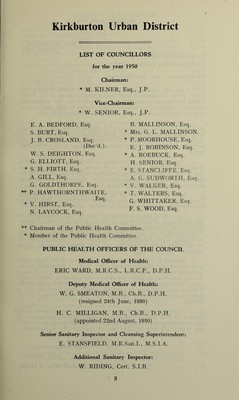 Kirkburton Urban District
LIST OF COUNCILLORS
for the year 1950
Chairman:
* M. KILNER, Esq., J.P.
Vice-Chairman:
* W. SENIOR, Esq., J.P.
E. A. BEDFORD, Esq.
S. BURT, Esq.
J. B. CROSLAND, Esq.
(Dec'd.).
W. S. DEIGHTON, Esq.
G. ELLIOTT, Esq.
* S. H. FIRTH, Esq.
A. GILL, Esq.
G. GOLDTHORPE, Esq.
** P. HAWTHORNTHWAITE,
Esq.
* V. HIRST, Esq.
N. LAYCOCK, Esq.
B. MALLINSON, Esq.
* Mrs. G. L. MALLINSON.
* P. MOORHOUSE, Esq.
E. J. ROBINSON, Esq.
* A. ROEBUCK, Esq.
H. SENIOR, Esq.
* E. STANCLIFFE, Esq.
A. G. SUDWORTH, Esq.
* V. WALKER, Esq.
* T. WALTERS, Esq.
G. WHITTAKER, Esq.
F. S. WOOD, Esq.
** Chairman of the Public Health Committee.
* Member of the Public Health Committee.
PUBLIC HEALTH OFFICERS OF THE COUNCIL
Medical Officer of Health:
ERIC WARD, M.R.C.S., L.R.C.P., D.P.H.
Deputy Medical Officer of Health:
W. G. SMEATON, M.B., Ch.B., D.P.H.
(resigned 24th June, 1950)
H. C. MILLIGAN, M.B., Ch.B., D.P.H.
(appointed 22nd August, 1950)
Senior Sanitary Inspector and Cleansing Superintendent:
E. STANSFIELD, M.R.San.I., M.S.I.A.
Additional Sanitary Inspector:
W. RIDING, Cert. S.I.B.
3